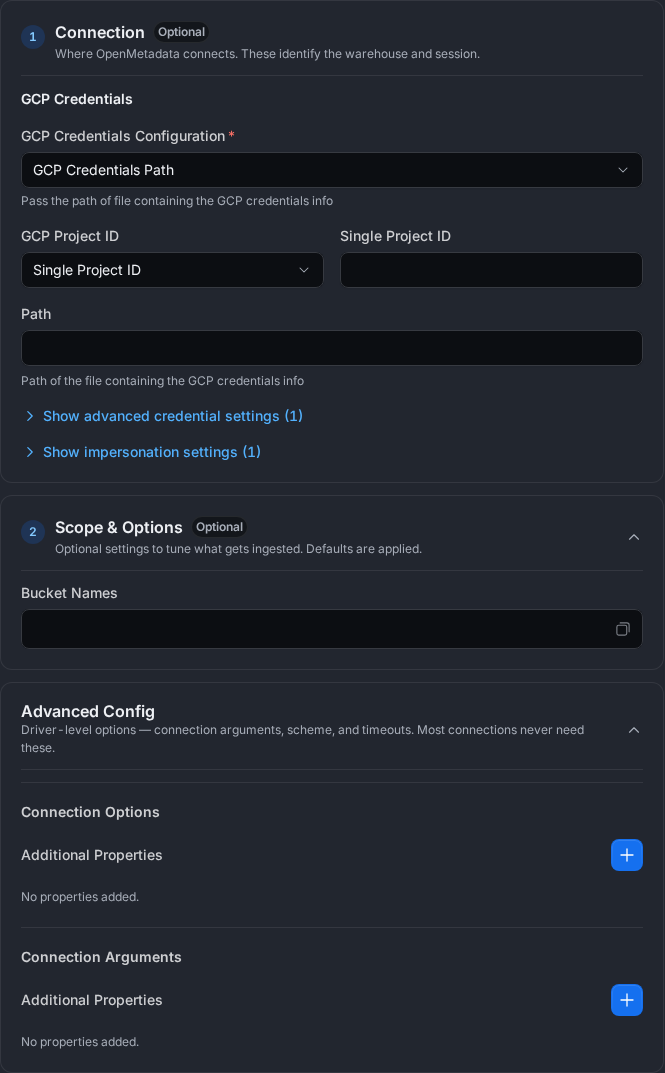 1
Connection
Optional
Where OpenMetadata connects. These identify the warehouse and session.
GCP Credentials
GCP Credentials Configuration *
GCP Credentials Path
Pass the path of file containing the GCP credentials info
GCP Project ID
Single Project ID
Single Project ID
Path
Path of the file containing the GCP credentials info
Show advanced credential settings (1)
Show impersonation settings (1)
2
Scope & Options
Optional
Optional settings to tune what gets ingested. Defaults are applied.
Bucket Names
Advanced Config
Driver-level options — connection arguments, scheme, and timeouts. Most connections never need
these.
Connection Options
Additional Properties
No properties added.
Connection Arguments
Additional Properties
No properties added.